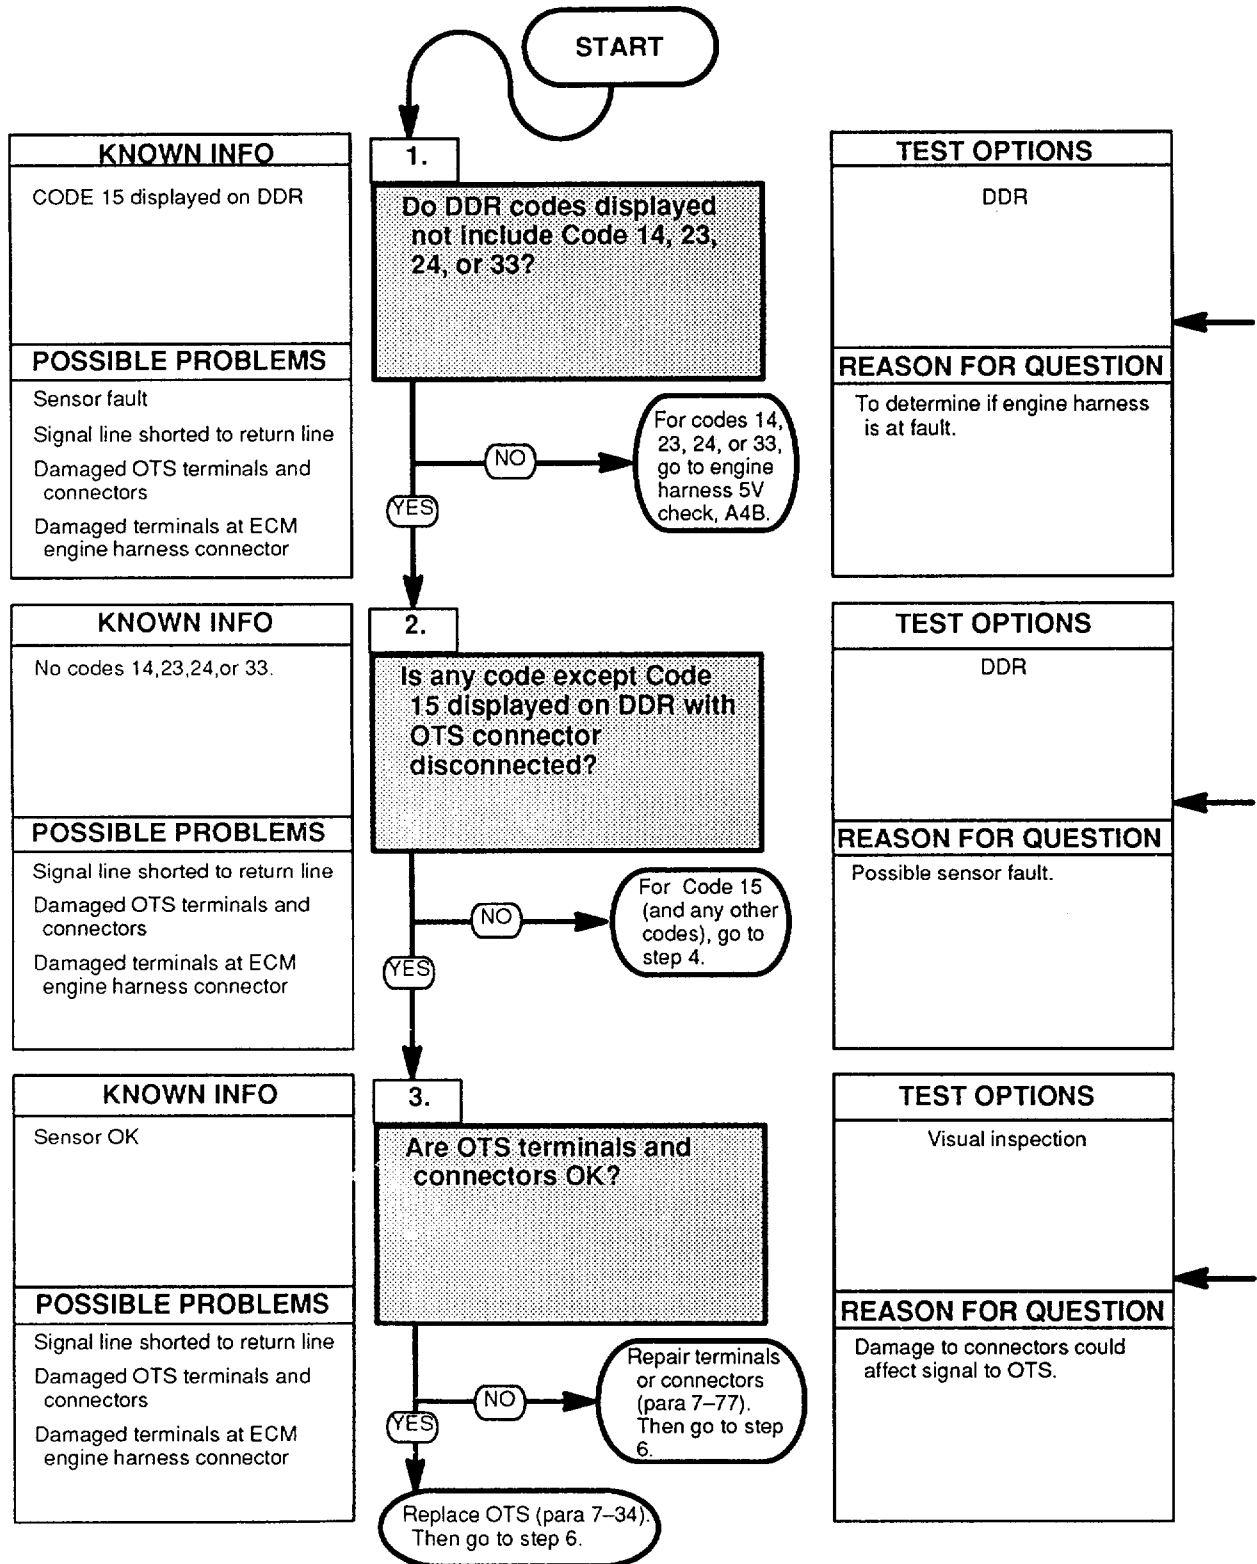 START
KNOWN INFO
CODE 15 displayed on DDR
POSSIBLE PROBLEMS
Sensor fault
Signal line shorted to return line
Damaged OTS terminals and
connectors
Damaged terminals at ECM
engine harness connector
1.
Do DDR codes displayed
not include Code 14, 23,
24, or 33?
NO
For codes 14,
23, 24, or 33,
go to engine
harness 5V
check, A4B.
YES
TEST OPTIONS
DDR
REASON FOR QUESTION
To determine if engine harness
is at fault.
KNOWN INFO
No codes 14,23,24,or 33.
POSSIBLE PROBLEMS
Signal line shorted to return line
Damaged OTS terminals and
connectors
Damaged terminals at ECM
engine harness connector
2.
Is any code except Code
15 displayed on DDR with
OTS connector
disconnected?
NO
For Code 15
(and any other
codes), go to
step 4.
YES
TEST OPTIONS
DDR
REASON FOR QUESTION
Possible sensor fault.
KNOWN INFO
Sensor OK
POSSIBLE PROBLEMS
Signal line shorted to return line
Damaged OTS terminals and
connectors
Damaged terminals at ECM
engine harness connector
3.
Are OTS terminals and
connectors OK?
NO
Repair terminals
or connectors
(para 7–77).
Then go to step
6.
YES
Replace OTS (para 7–34).
Then go to step 6.
TEST OPTIONS
Visual inspection
REASON FOR QUESTION
Damage to connectors could
affect signal to OTS.